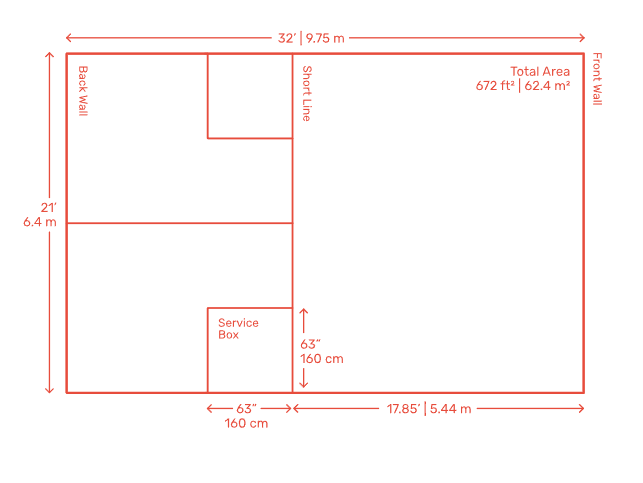 32′ | 9.75 m
Back Wall
Short Line
Total Area
672 ft² | 62.4 m²
Front Wall
21′
6.4 m
Service
Box
63″
160 cm
63″
160 cm
17.85′ | 5.44 m